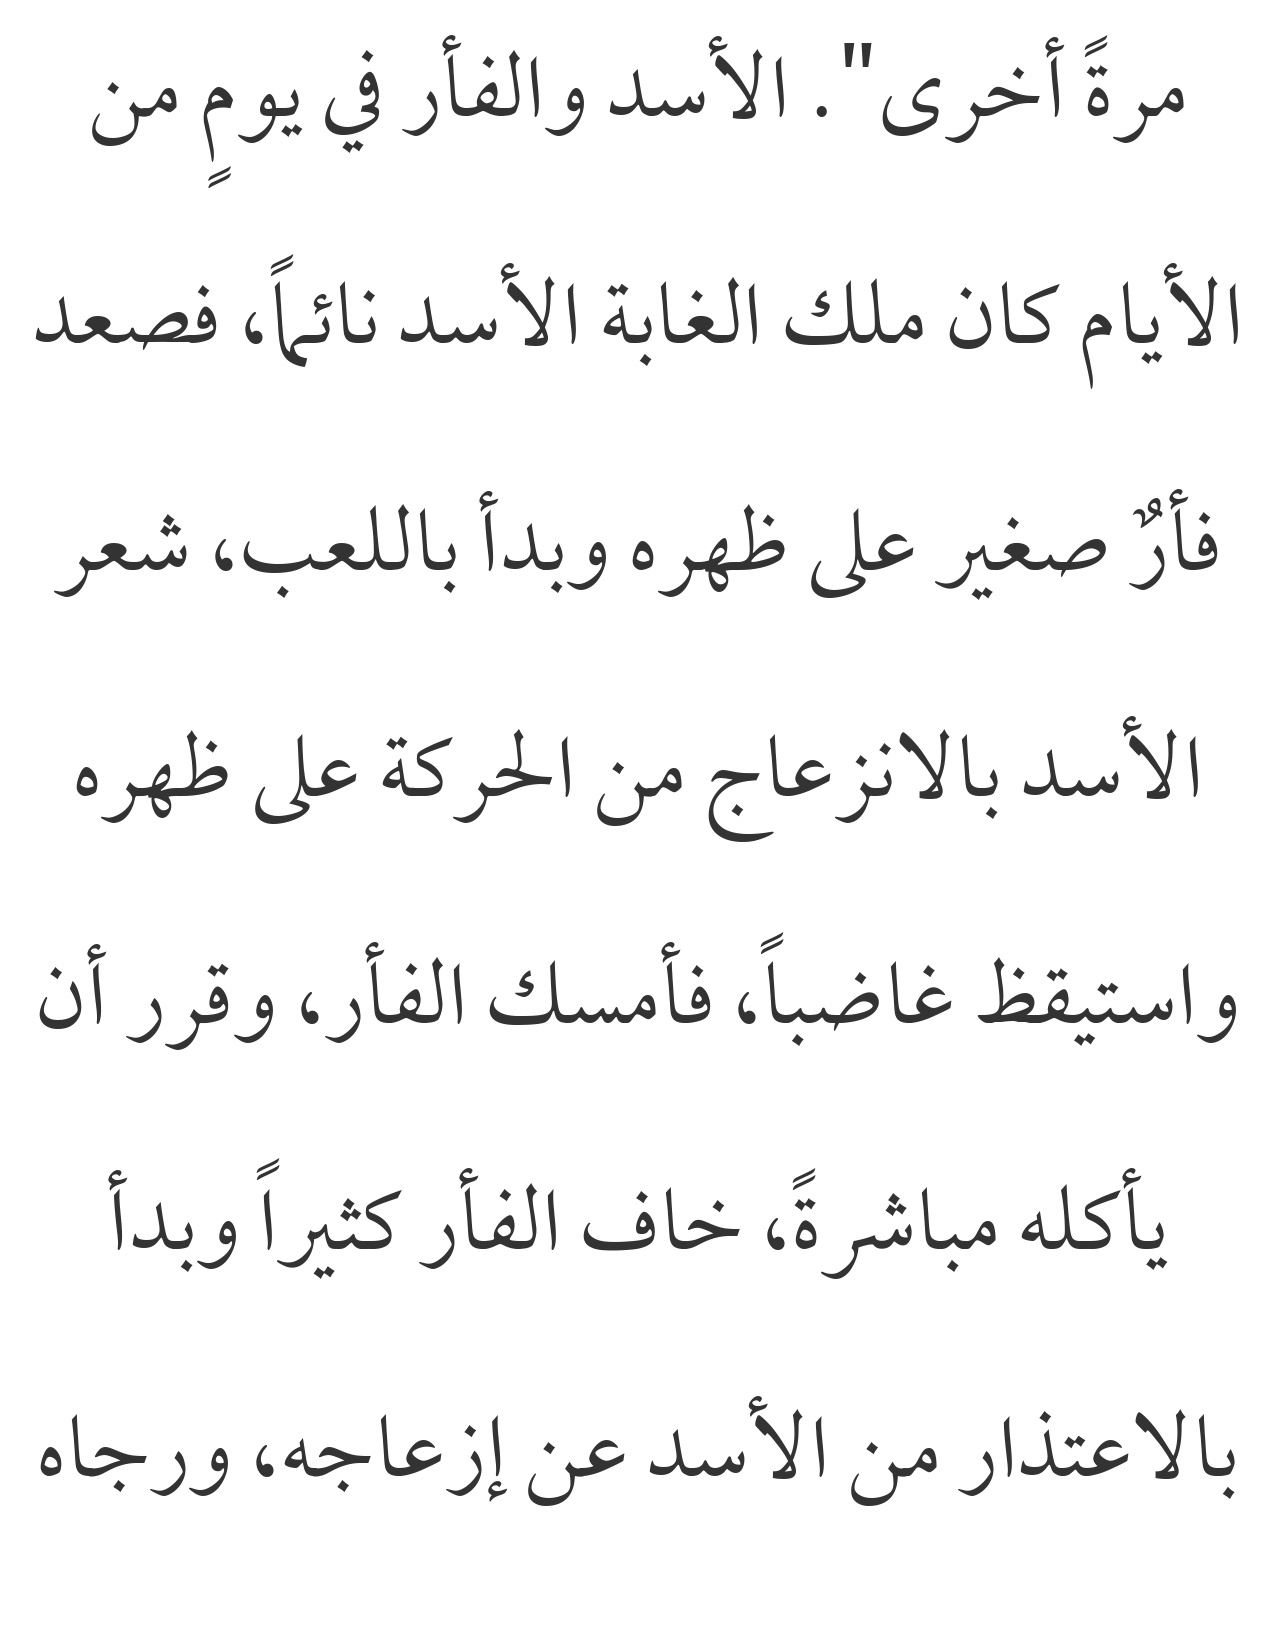 مرةً أخرى". الأسد والفأر في يومٍ من
الأيام كان ملك الغابة الأسد نائماً، فصعد
فأرٌ صغير على ظهره وبدأ باللعب، شعر
الأسد بالانزعاج من الحركة على ظهره
واستيقظ غاضباً، فأمسك الفأر، وقرر أن
يأكله مباشرةً، خاف الفأر كثيراً وبدأ
بالاعتذار من الأسد عن إزعاجه، ورجاه